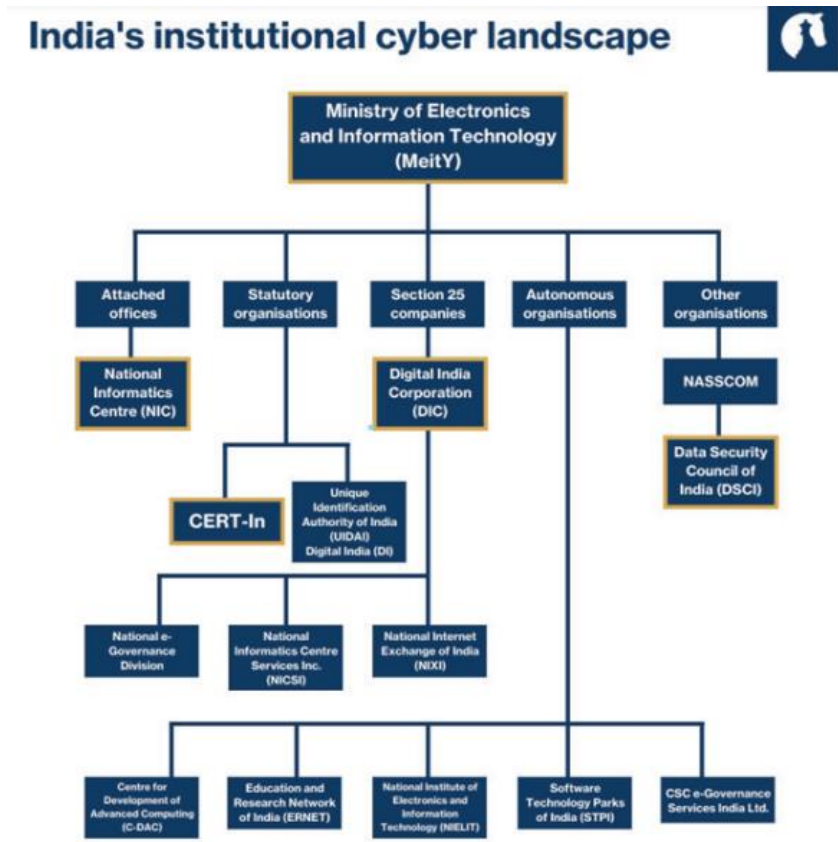 India's institutional cyber landscape
Ministry of Electronics
and Information Technology
(MeitY)
Attached
offices
Statutory
organisations
Section 25
companies
Autonomous
organisations
Other
organisations
National
Informatics
Centre (NIC)
Digital India
Corporation
(DIC)
NASSCOM
Data Security
Council of
India (DSCI)
CERT-In
Unique
Identification
Authority of India
(UIDAI)
Digital India (DI)
National e-
Governance
Division
National
Informatics Centre
Services Inc.
(NICSI)
National Internet
Exchange of India
(NIXI)
Centre for
Development of
Advanced Computing
(C-DAC)
Education and
Research Network
of India (ERNET)
National Institute of
Electronics and
Information
Technology (NIELIT)
Software
Technology Parks
of India (STPI)
CSC e-Governance
Services India Ltd.